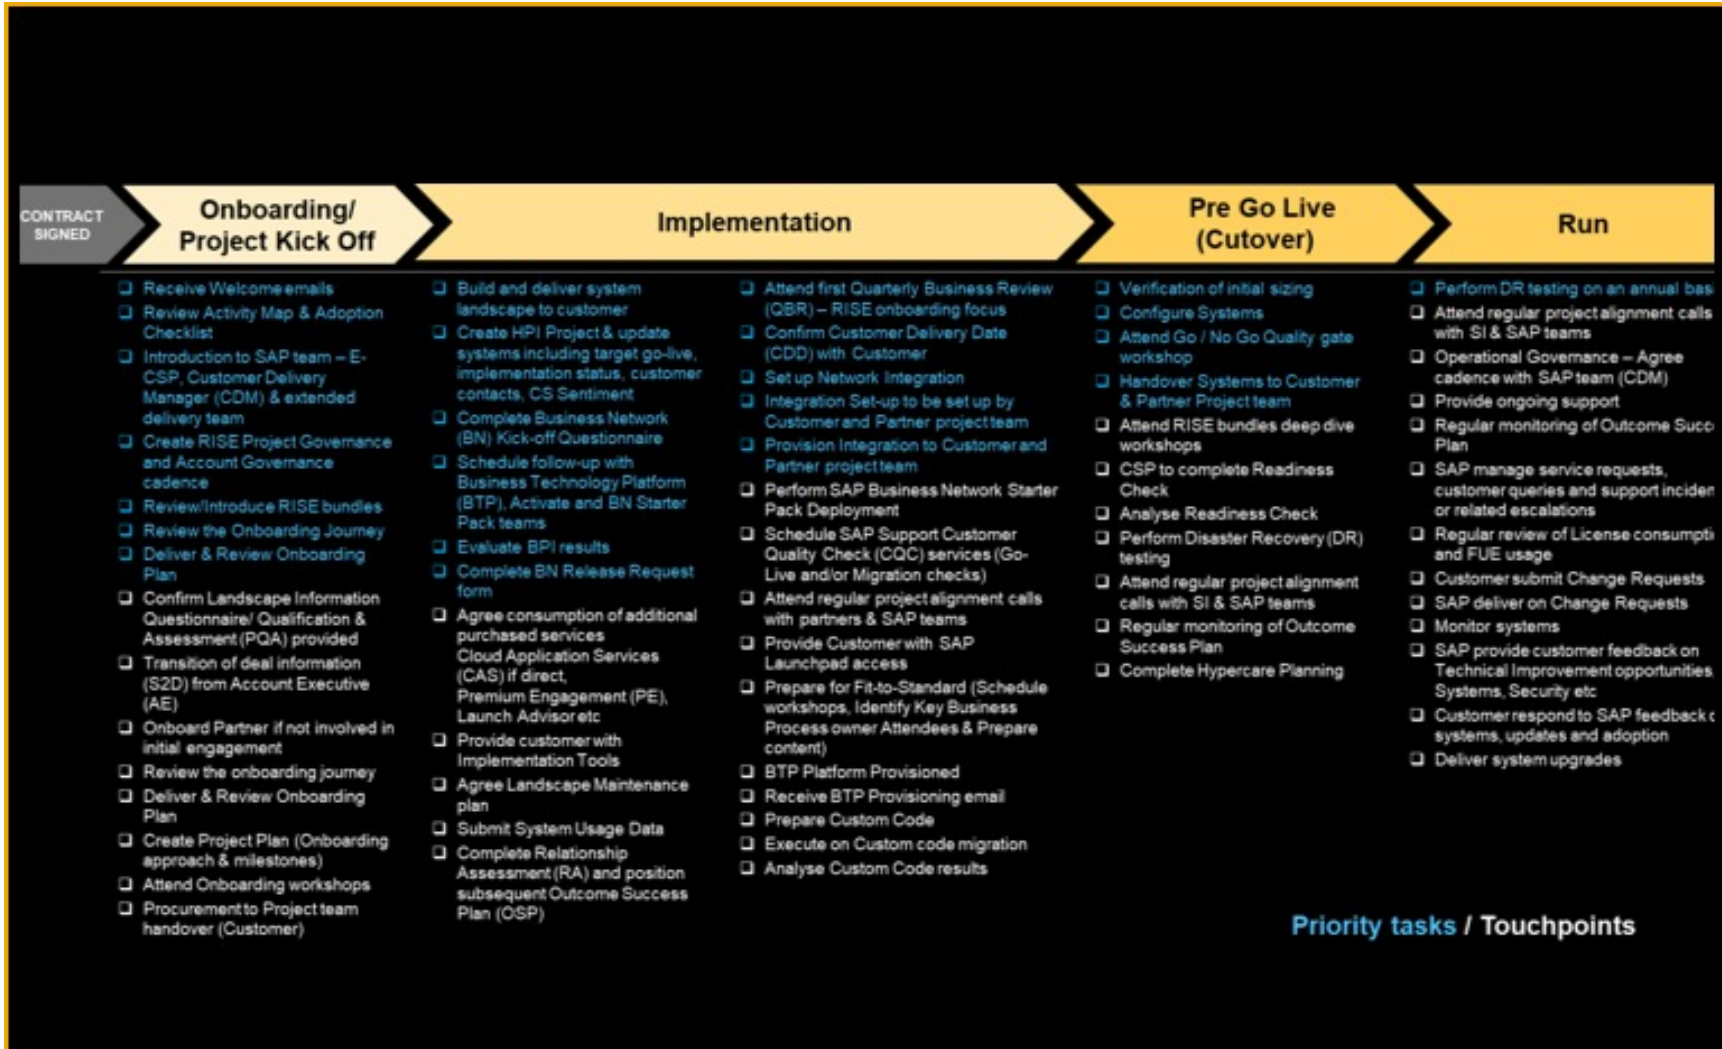 CONTRACT
SIGNED
Onboarding/
Project Kick Off
Implementation
Pre Go Live
(Cutover)
Run
Receive Welcome emails
Review Activity Map & Adoption
Checklist
Introduction to SAP team – E-
CSP, Customer Delivery
Manager (CDM) & extended
delivery team
Create RISE Project Governance
and Account Governance
cadence
Review/Introduce RISE bundles
Review the Onboarding Journey
Deliver & Review Onboarding
Plan
Confirm Landscape Information
Questionnaire/ Qualification &
Assessment (PQA) provided
Transition of deal information
(S2D) from Account Executive
(AE)
Onboard Partner if not involved in
initial engagement
Review the onboarding journey
Deliver & Review Onboarding
Plan
Create Project Plan (Onboarding
approach & milestones)
Attend Onboarding workshops
Procurement to Project team
handover (Customer)
Build and deliver system
landscape to customer
Create HPI Project & update
systems including target go-live,
implementation status, customer
contacts, CS Sentiment
Complete Business Network
(BN) Kick-off Questionnaire
Schedule follow-up with
Business Technology Platform
(BTP), Activate and BN Starter
Pack teams
Evaluate BPI results
Complete BN Release Request
form
Agree consumption of additional
purchased services
Cloud Application Services
(CAS) if direct,
Premium Engagement (PE),
Launch Advisor etc
Provide customer with
Implementation Tools
Agree Landscape Maintenance
plan
Submit System Usage Data
Complete Relationship
Assessment (RA) and position
subsequent Outcome Success
Plan (OSP)
Attend first Quarterly Business Review
(QBR) – RISE onboarding focus
Confirm Customer Delivery Date
(CDD) with Customer
Set up Network Integration
Integration Set-up to be set up by
Customer and Partner project team
Provision Integration to Customer and
Partner project team
Perform SAP Business Network Starter
Pack Deployment
Schedule SAP Support Customer
Quality Check (CQC) services (Go-
Live and/or Migration checks)
Attend regular project alignment calls
with partners & SAP teams
Provide Customer with SAP
Launchpad access
Prepare for Fit-to-Standard (Schedule
workshops, Identify Key Business
Process owner Attendees & Prepare
content)
BTP Platform Provisioned
Receive BTP Provisioning email
Prepare Custom Code
Execute on Custom code migration
Analyse Custom Code results
Verification of initial sizing
Configure Systems
Attend Go / No Go Quality gate
workshop
Handover Systems to Customer
& Partner Project team
Attend RISE bundles deep dive
workshops
CSP to complete Readiness
Check
Analyse Readiness Check
Perform Disaster Recovery (DR)
testing
Attend regular project alignment
calls with SI & SAP teams
Regular monitoring of Outcome
Success Plan
Complete Hypercare Planning
Perform DR testing on an annual basi
Attend regular project alignment calls
with SI & SAP teams
Operational Governance – Agree
cadence with SAP team (CDM)
Provide ongoing support
Regular monitoring of Outcome Succ
Plan
SAP manage service requests,
customer queries and support inciden
or related escalations
Regular review of License consumpti
and FUE usage
Customer submit Change Requests
SAP deliver on Change Requests
Monitor systems
SAP provide customer feedback on
Technical Improvement opportunities,
Systems, Security etc
Customer respond to SAP feedback
systems, updates and adoption
Deliver system upgrades
Priority tasks / Touchpoints